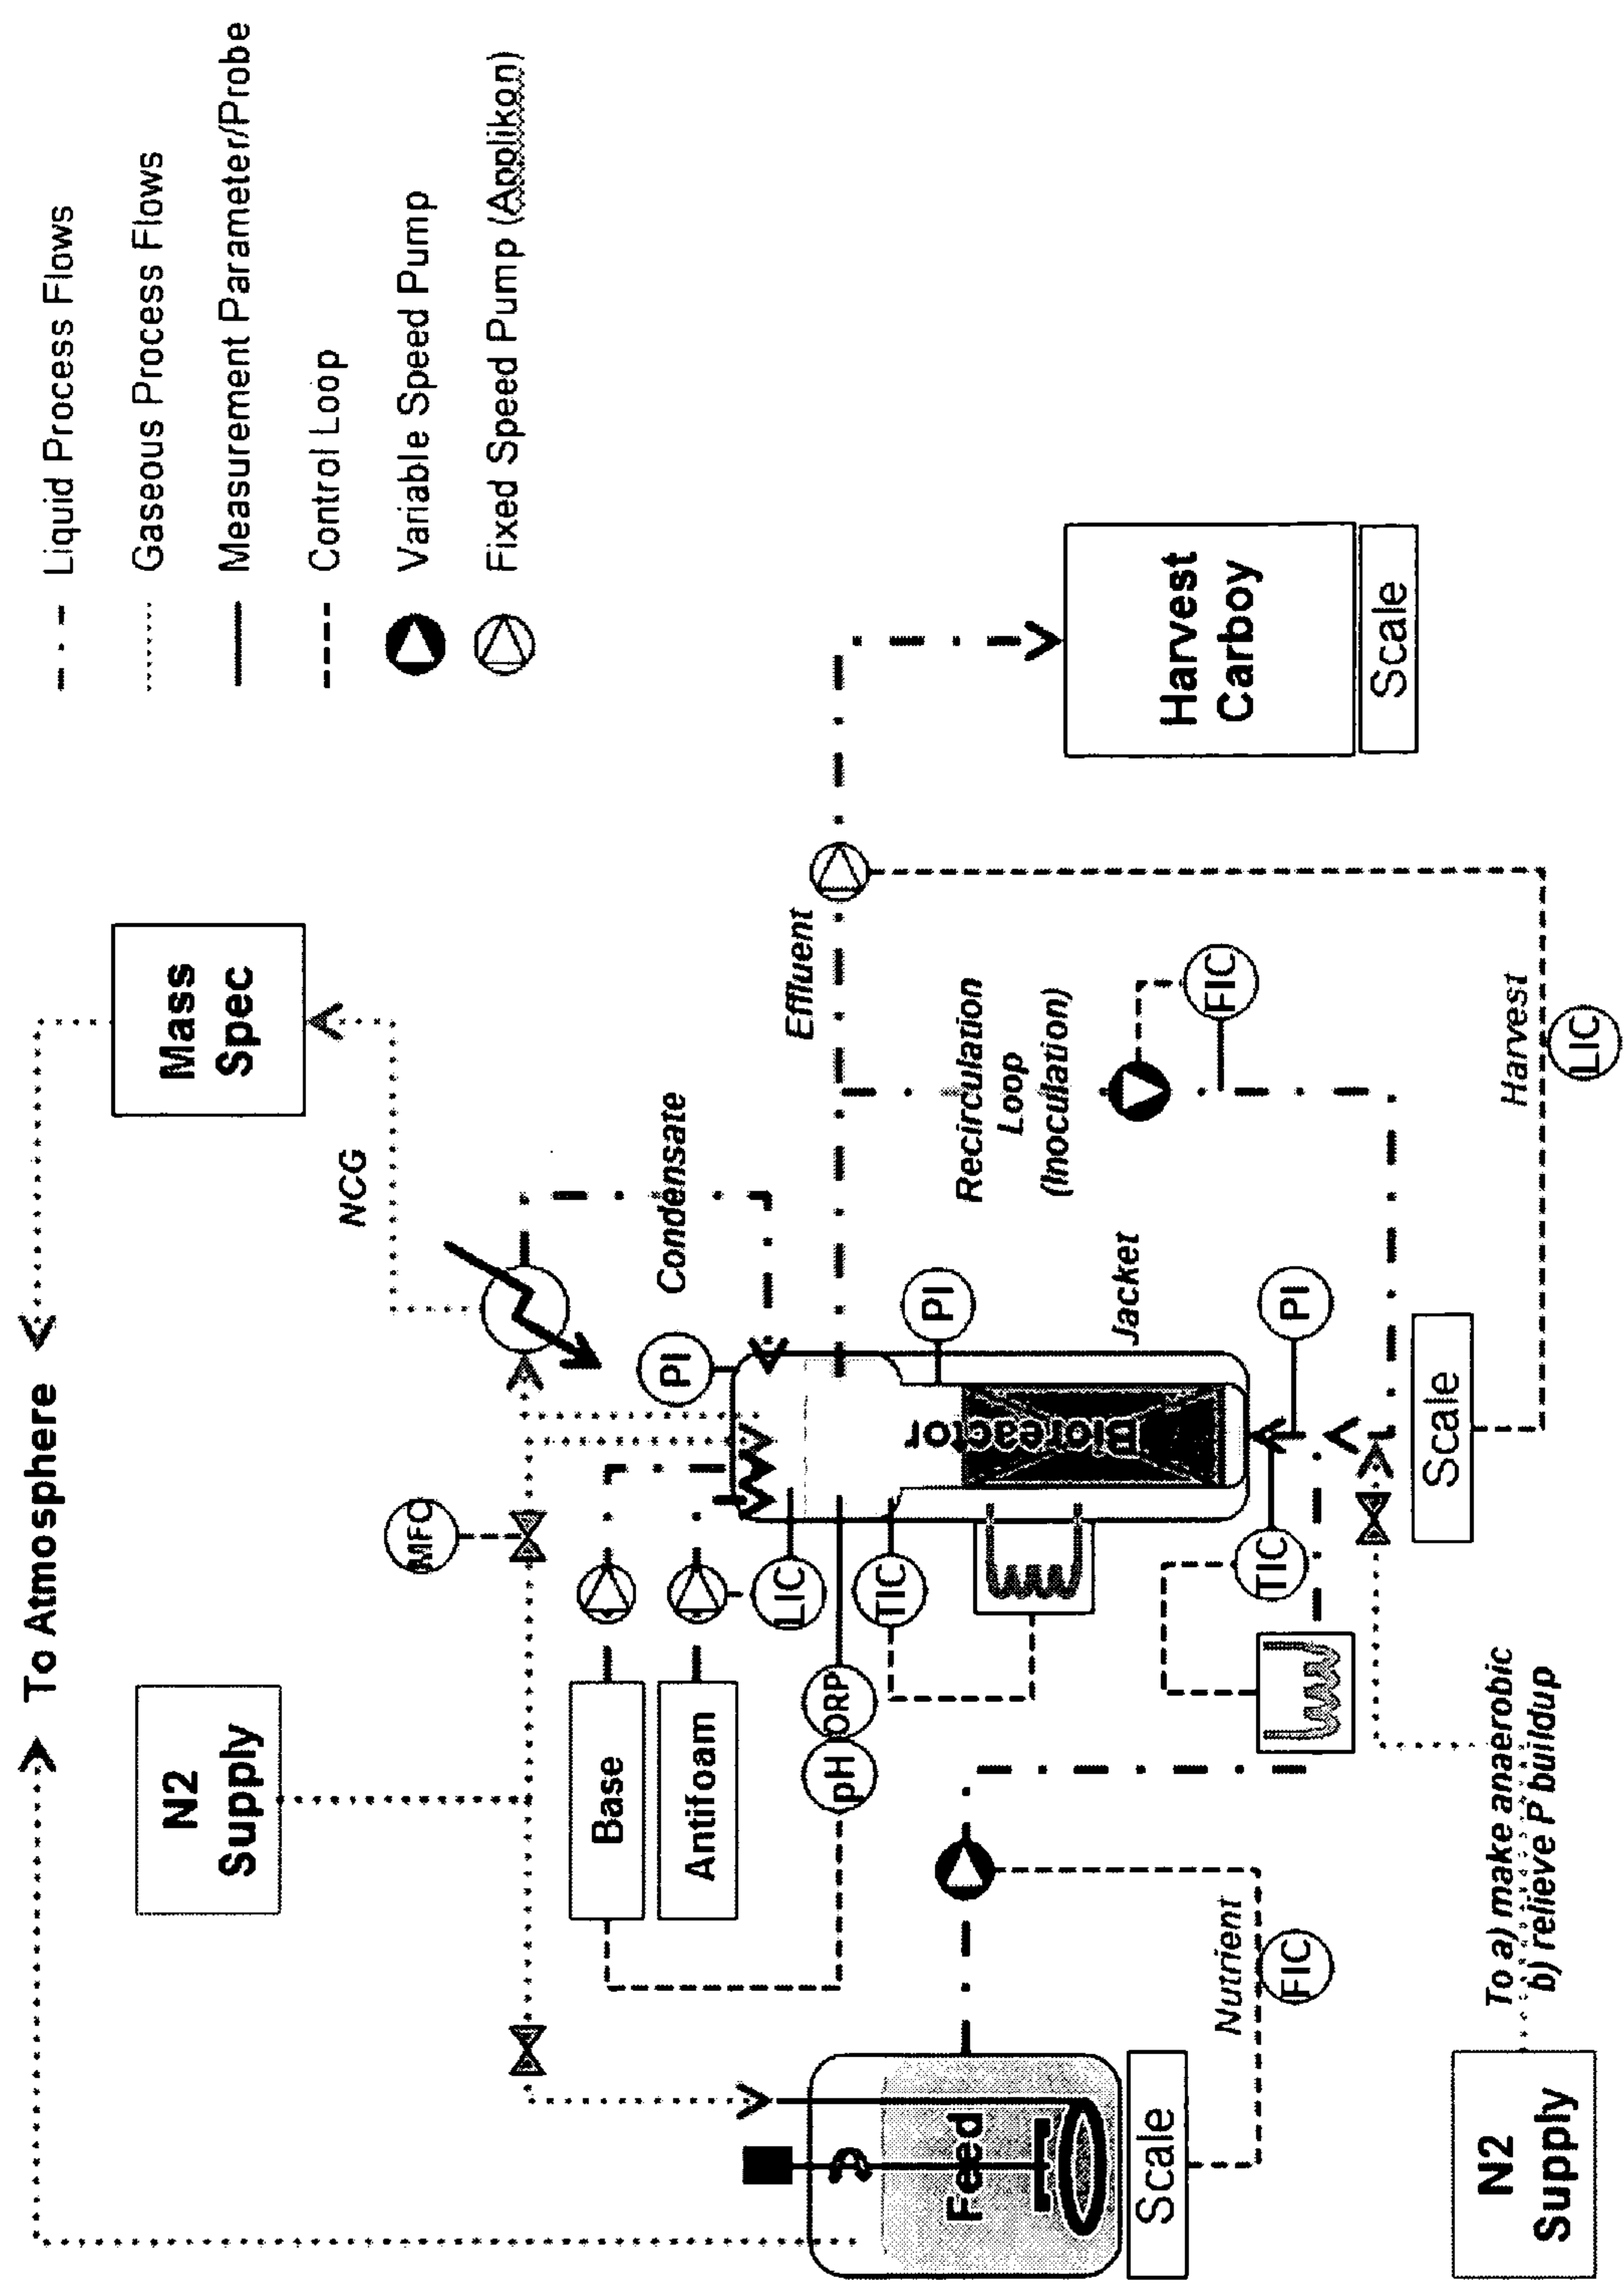 Liquid Process Flows
Gaseous Process Flows
Measurement Parameter/Probe
Control Loop
Variable Speed Pump
Fixed Speed Pump (Applikon)
To Atmosphere
N2
Supply
Mass
Spec
NCG
MFC
Base
Antifoam
PI
Condensate
LIC
ORP
pH
TIC
Effluent
PI
Bioreactor
Jacket
Recirculation
Loop
(Inoculation)
FIC
PI
TIC
Feed
Scale
Nutrient
FIC
Scale
Harvest
LIC
Harvest
Carboy
Scale
N2
Supply
To a) make anaerobic
b) relieve P buildup